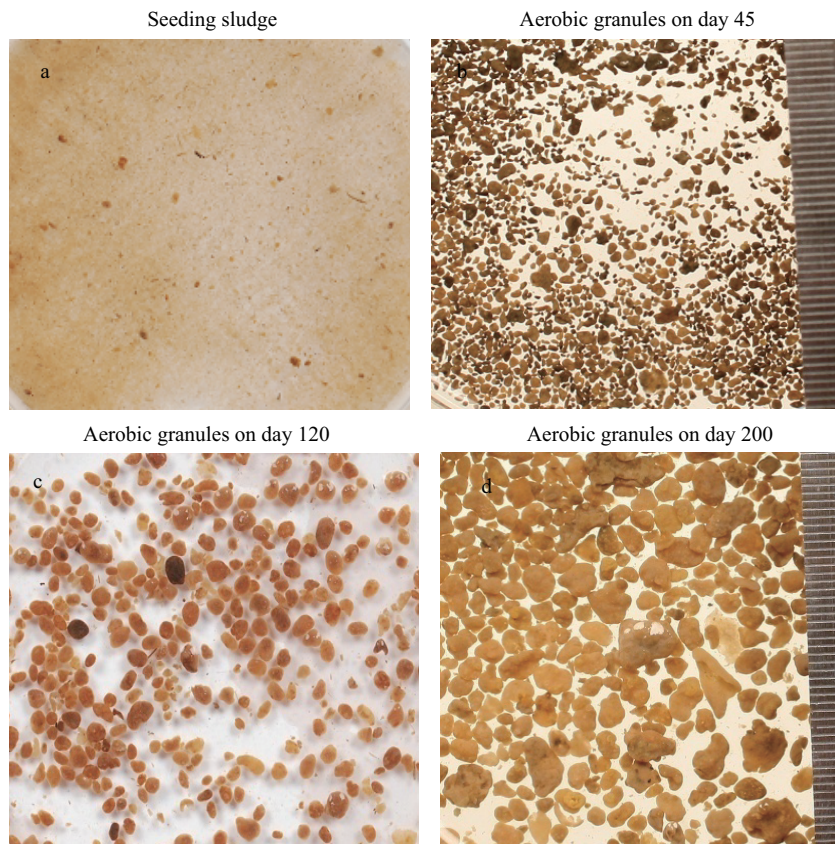 Seeding sludge
Aerobic granules on day 45
a
b
Aerobic granules on day 120
Aerobic granules on day 200
c
d